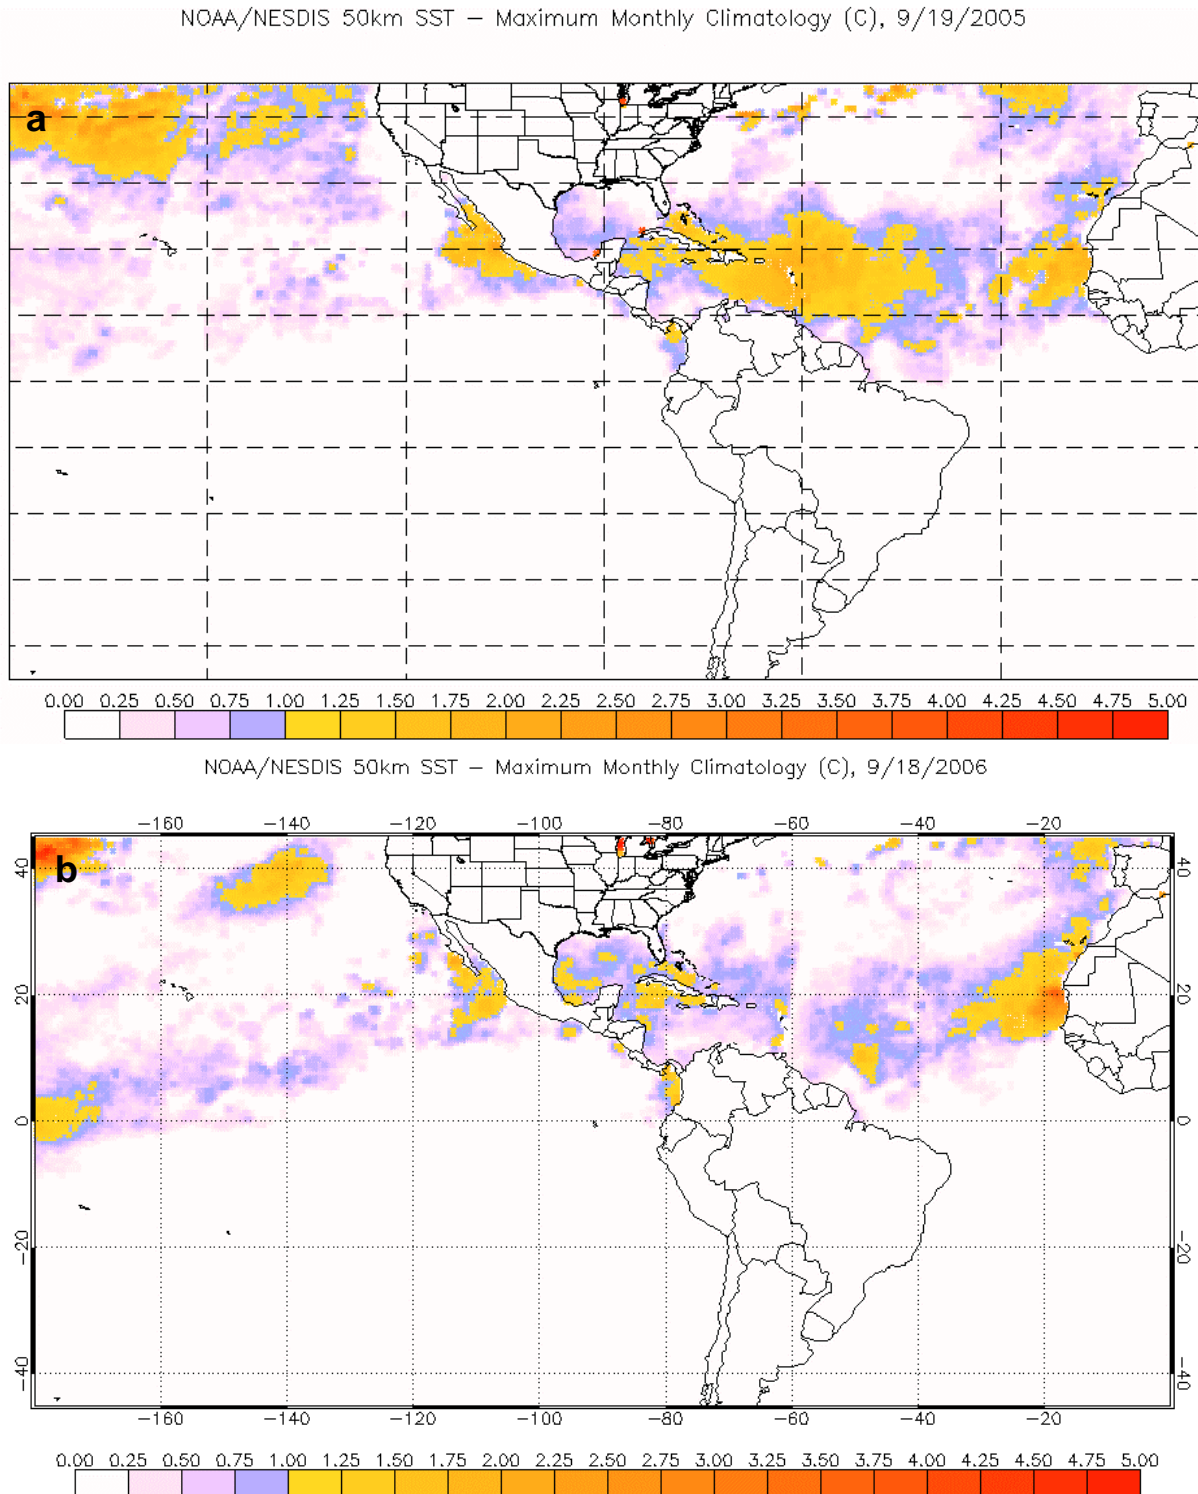 NOAA/NESDIS 50km SST – Maximum Monthly Climatology (C), 9/19/2005
a
0.00 0.25 0.50 0.75 1.00 1.25 1.50 1.75 2.00 2.25 2.50 2.75 3.00 3.25 3.50 3.75 4.00 4.25 4.50 4.75 5.00
NOAA/NESDIS 50km SST – Maximum Monthly Climatology (C), 9/18/2006
−160 −140 −120 −100 −80 −60 −40 −20
40 40
b
20 20
0 0
−20 −20
−40 −40
−160 −140 −120 −100 −80 −60 −40 −20
0.00 0.25 0.50 0.75 1.00 1.25 1.50 1.75 2.00 2.25 2.50 2.75 3.00 3.25 3.50 3.75 4.00 4.25 4.50 4.75 5.00